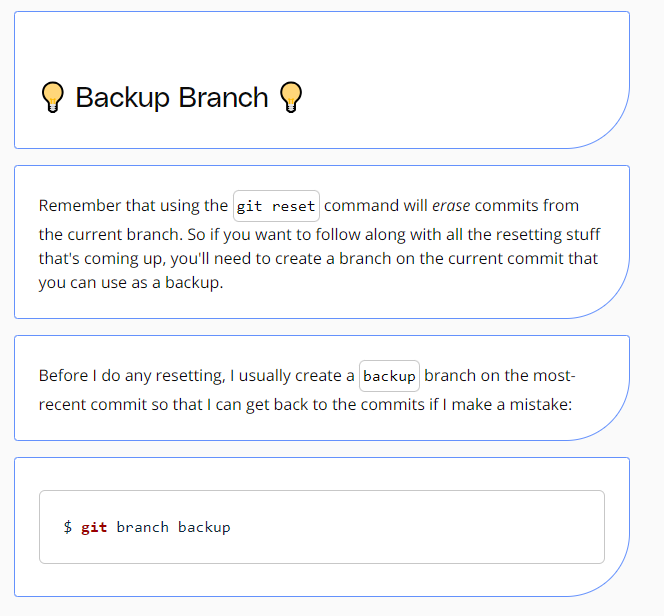 💡 Backup Branch 💡
Remember that using the git reset command will erase commits from
the current branch. So if you want to follow along with all the resetting stuff
that's coming up, you'll need to create a branch on the current commit that
you can use as a backup.
Before I do any resetting, I usually create a backup branch on the most-
recent commit so that I can get back to the commits if I make a mistake:
$ git branch backup